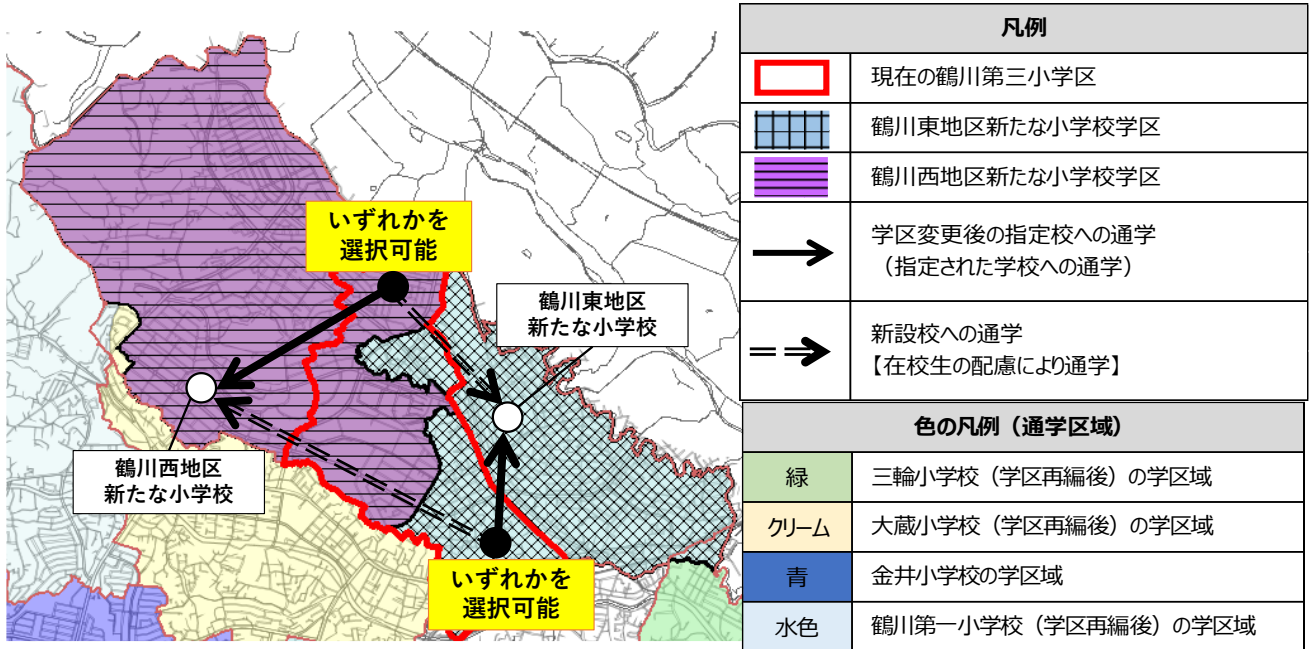 いずれかを
選択可能
鶴川東地区
新たな小学校
鶴川西地区
新たな小学校
いずれかを
選択可能
凡例
現在の鶴川第三小学区
鶴川東地区新たな小学校学区
鶴川西地区新たな小学校学区
学区変更後の指定校への通学
（指定された学校への通学）
新設校への通学
【在校生の配慮により通学】
色の凡例（通学区域）
緑
三輪小学校（学区再編後）の学区域
クリーム
大蔵小学校（学区再編後）の学区域
青
金井小学校の学区域
水色
鶴川第一小学校（学区再編後）の学区域